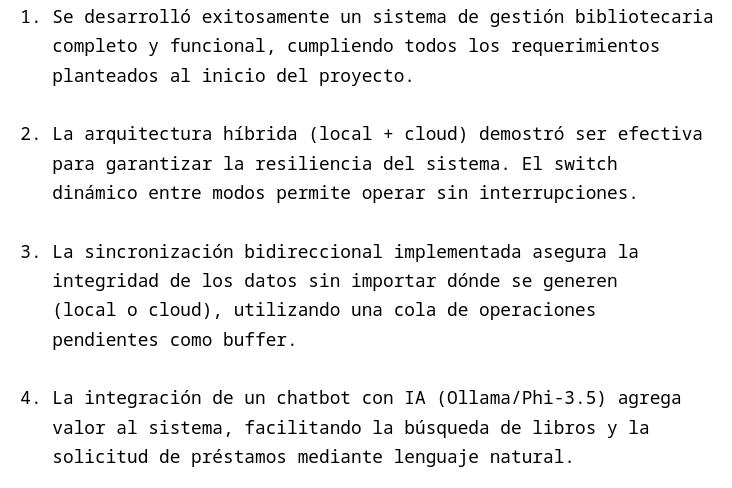 1. Se desarrolló exitosamente un sistema de gestión bibliotecaria
completo y funcional, cumpliendo todos los requerimientos
planteados al inicio del proyecto.
2. La arquitectura híbrida (local + cloud) demostró ser efectiva
para garantizar la resiliencia del sistema. El switch
dinámico entre modos permite operar sin interrupciones.
3. La sincronización bidireccional implementada asegura la
integridad de los datos sin importar dónde se generen
(local o cloud), utilizando una cola de operaciones
pendientes como buffer.
4. La integración de un chatbot con IA (Ollama/Phi-3.5) agrega
valor al sistema, facilitando la búsqueda de libros y la
solicitud de préstamos mediante lenguaje natural.